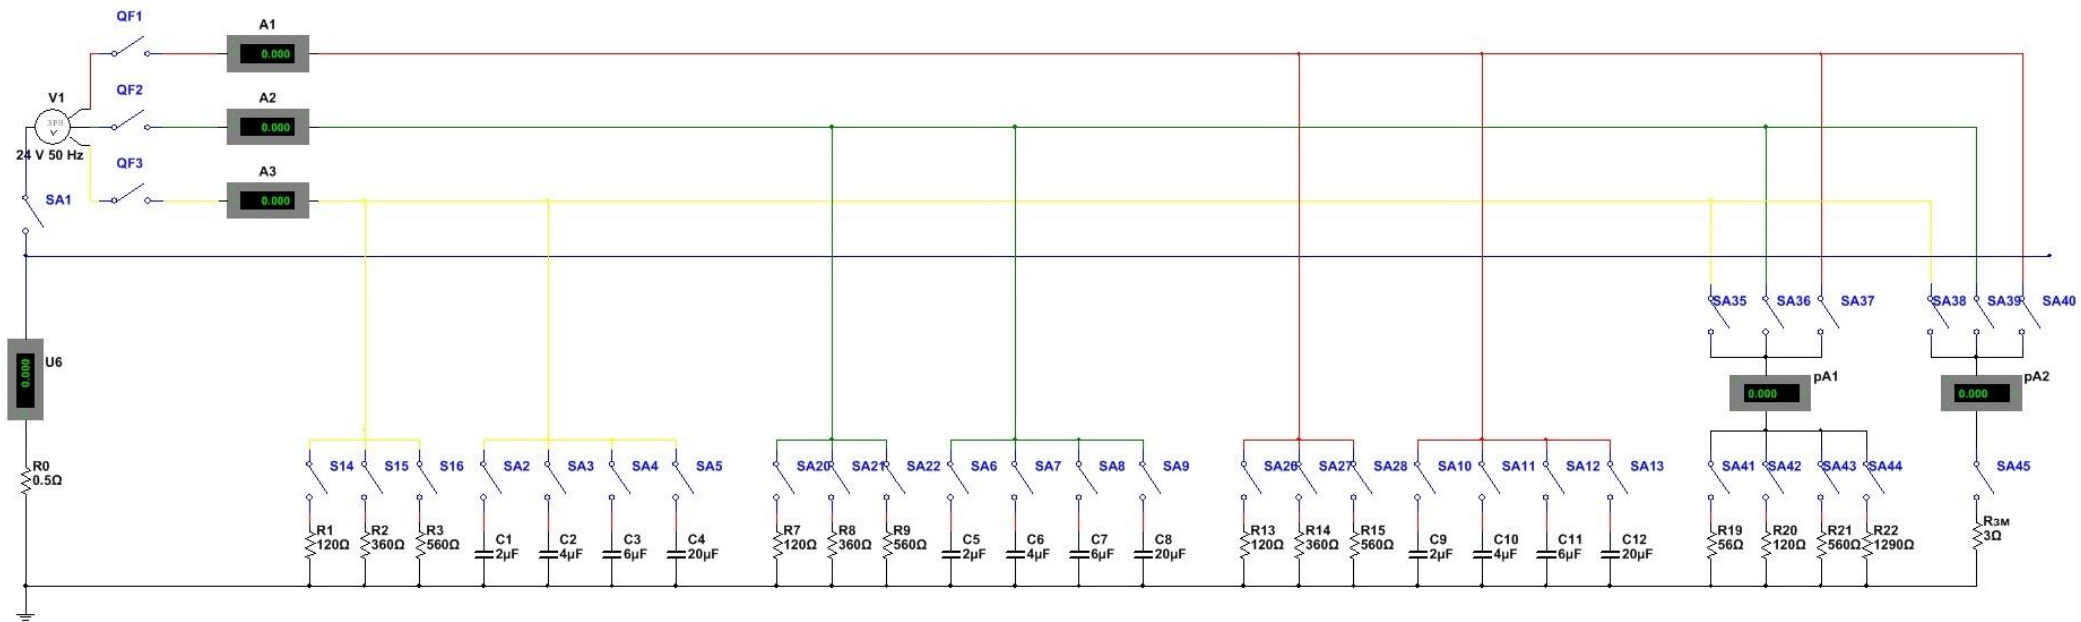 QF1
A1
0.000
V1
3PH
24 V 50 Hz
QF2
A2
0.000
QF3
A3
0.000
SA1
SA35
SA36
SA37
SA38
SA39
SA40
U6
0.000
pA1
0.000
pA2
0.000
R0
0.5Ω
S14
S15
S16
SA2
SA3
SA4
SA5
SA20
SA21
SA22
SA6
SA7
SA8
SA9
SA26
SA27
SA28
SA10
SA11
SA12
SA13
SA41
SA42
SA43
SA44
SA45
R1
120Ω
R2
360Ω
R3
560Ω
C1
2µF
C2
4µF
C3
6µF
C4
20µF
R7
120Ω
R8
360Ω
R9
560Ω
C5
2µF
C6
4µF
C7
6µF
C8
20µF
R13
120Ω
R14
360Ω
R15
560Ω
C9
2µF
C10
4µF
C11
6µF
C12
20µF
R19
56Ω
R20
120Ω
R21
560Ω
R22
1290Ω
Rзм
3Ω